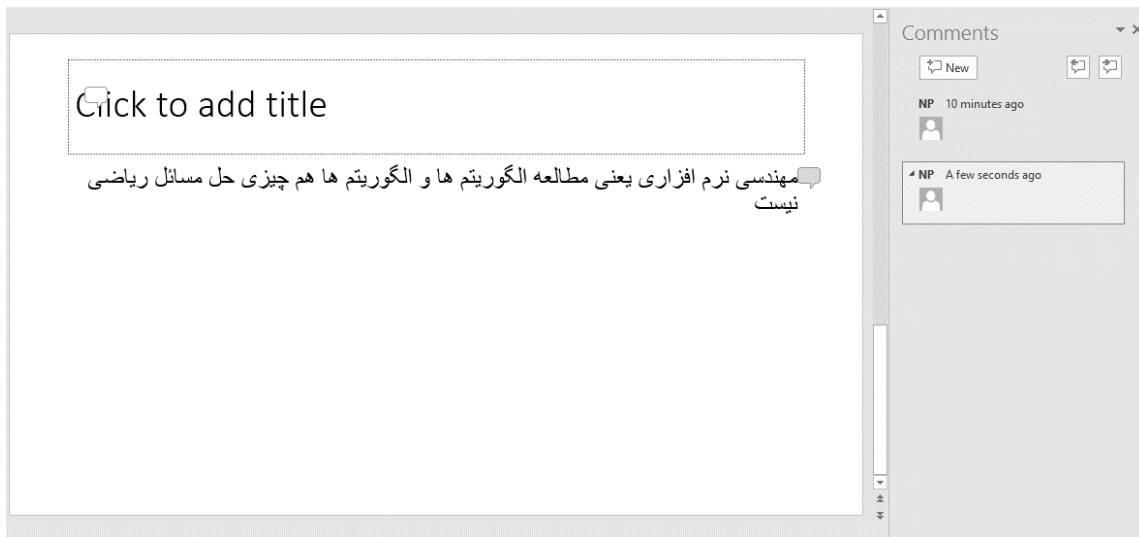 Click to add title
مهندسی نرم افزاری یعنی مطالعه الگوریتم ها و الگوریتم ها هم چیزی حل مسائل ریاضی
نیست
Comments
New
NP 10 minutes ago
NP A few seconds ago